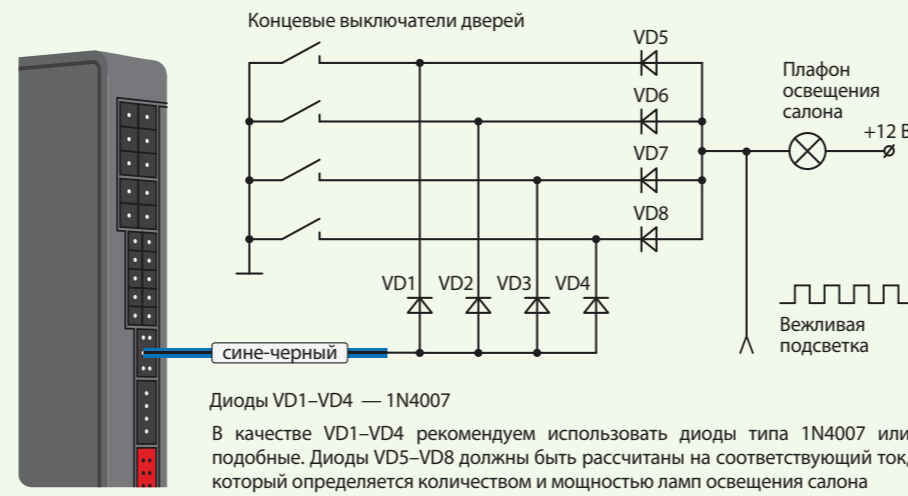 Концевые выключатели дверей
VD5
VD6
VD7
VD8
Плафон
освещения
салона
+12 В
VD1 VD2 VD3 VD4
Вежливая
подсветка
сине-черный
Диоды VD1–VD4 — 1N4007
В качестве VD1–VD4 рекомендуем использовать диоды типа 1N4007 или
подобные. Диоды VD5–VD8 должны быть рассчитаны на соответствующий ток,
который определяется количеством и мощностью ламп освещения салона